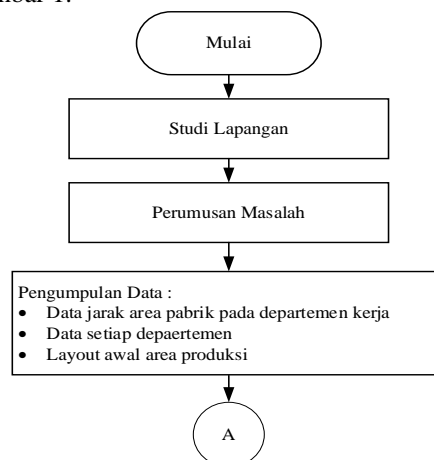 Mulai
Studi Lapangan
Perumusan Masalah
Pengumpulan Data :
• Data jarak area pabrik pada departemen kerja
• Data setiap depaertemen
• Layout awal area produksi
A